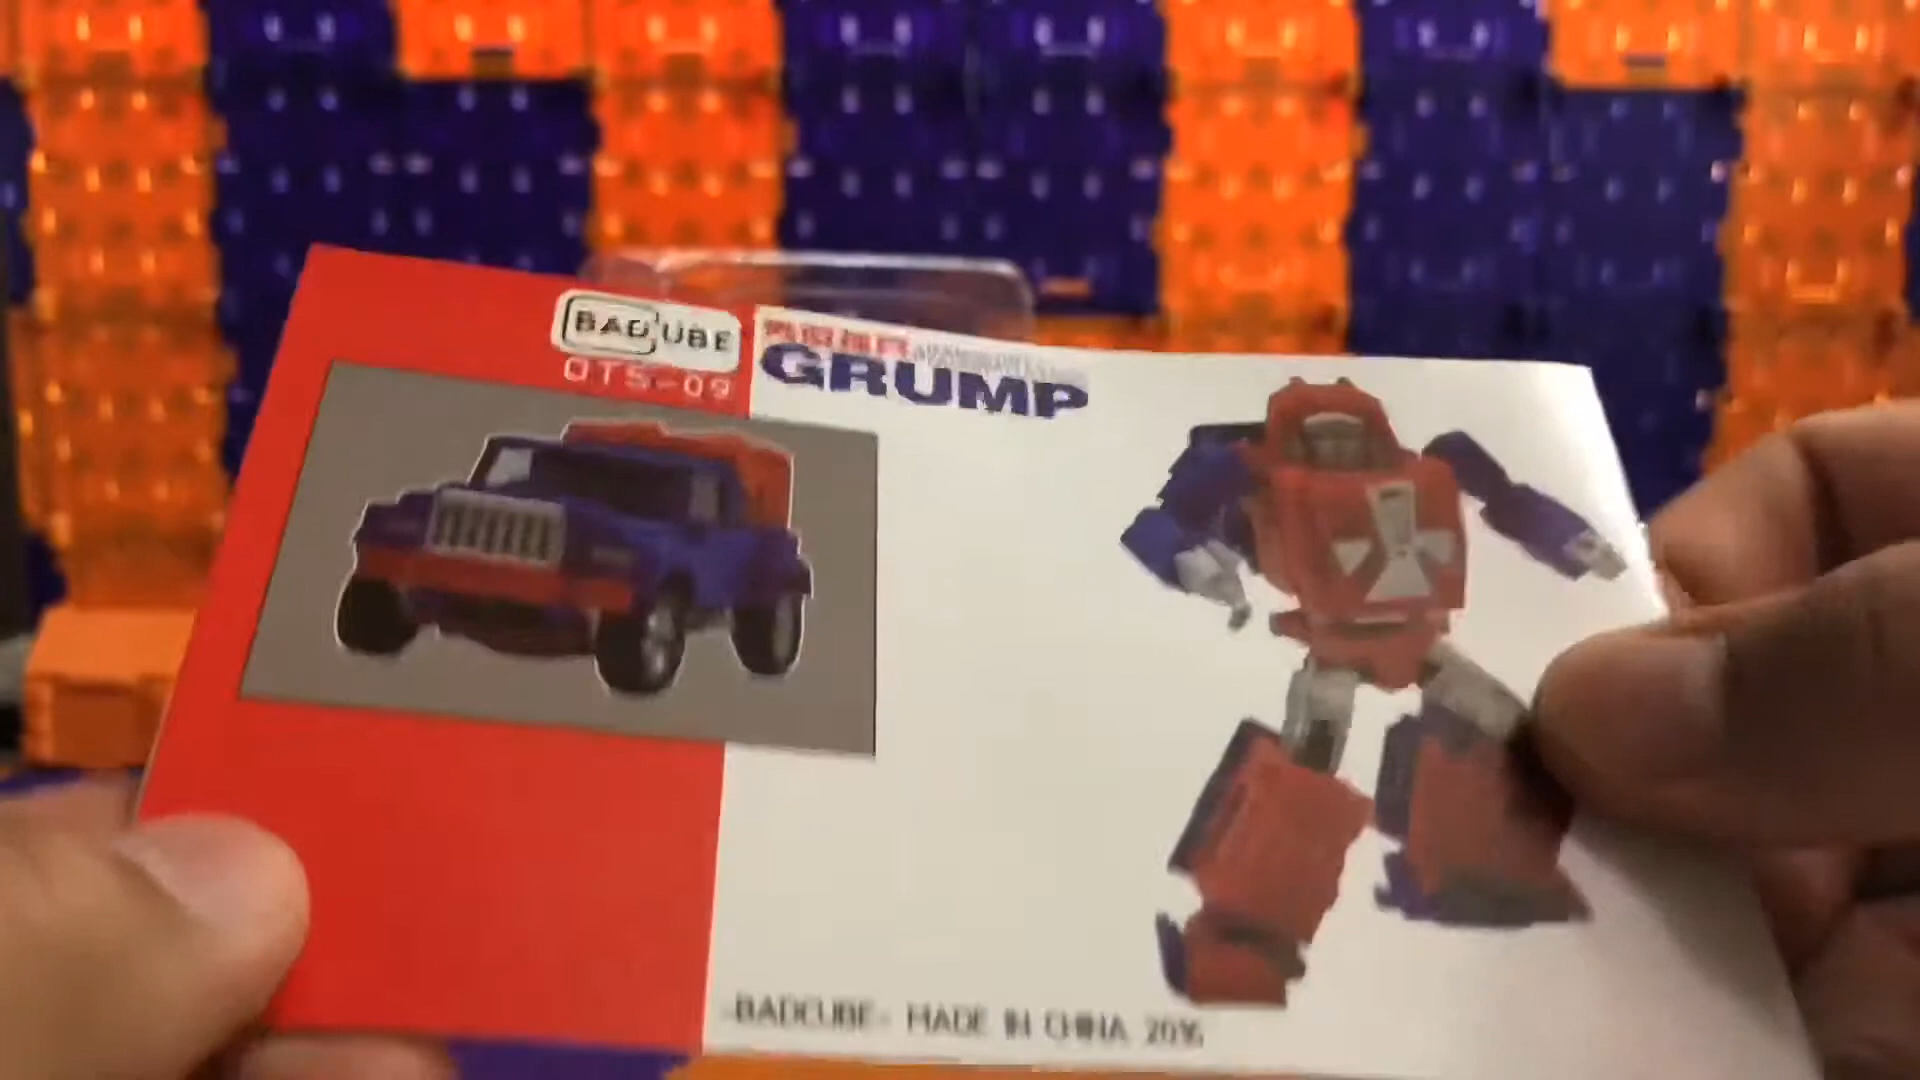 BADCUBE
OTS-09
GRUMP
-BADCUBE- MADE IN CHINA 2016